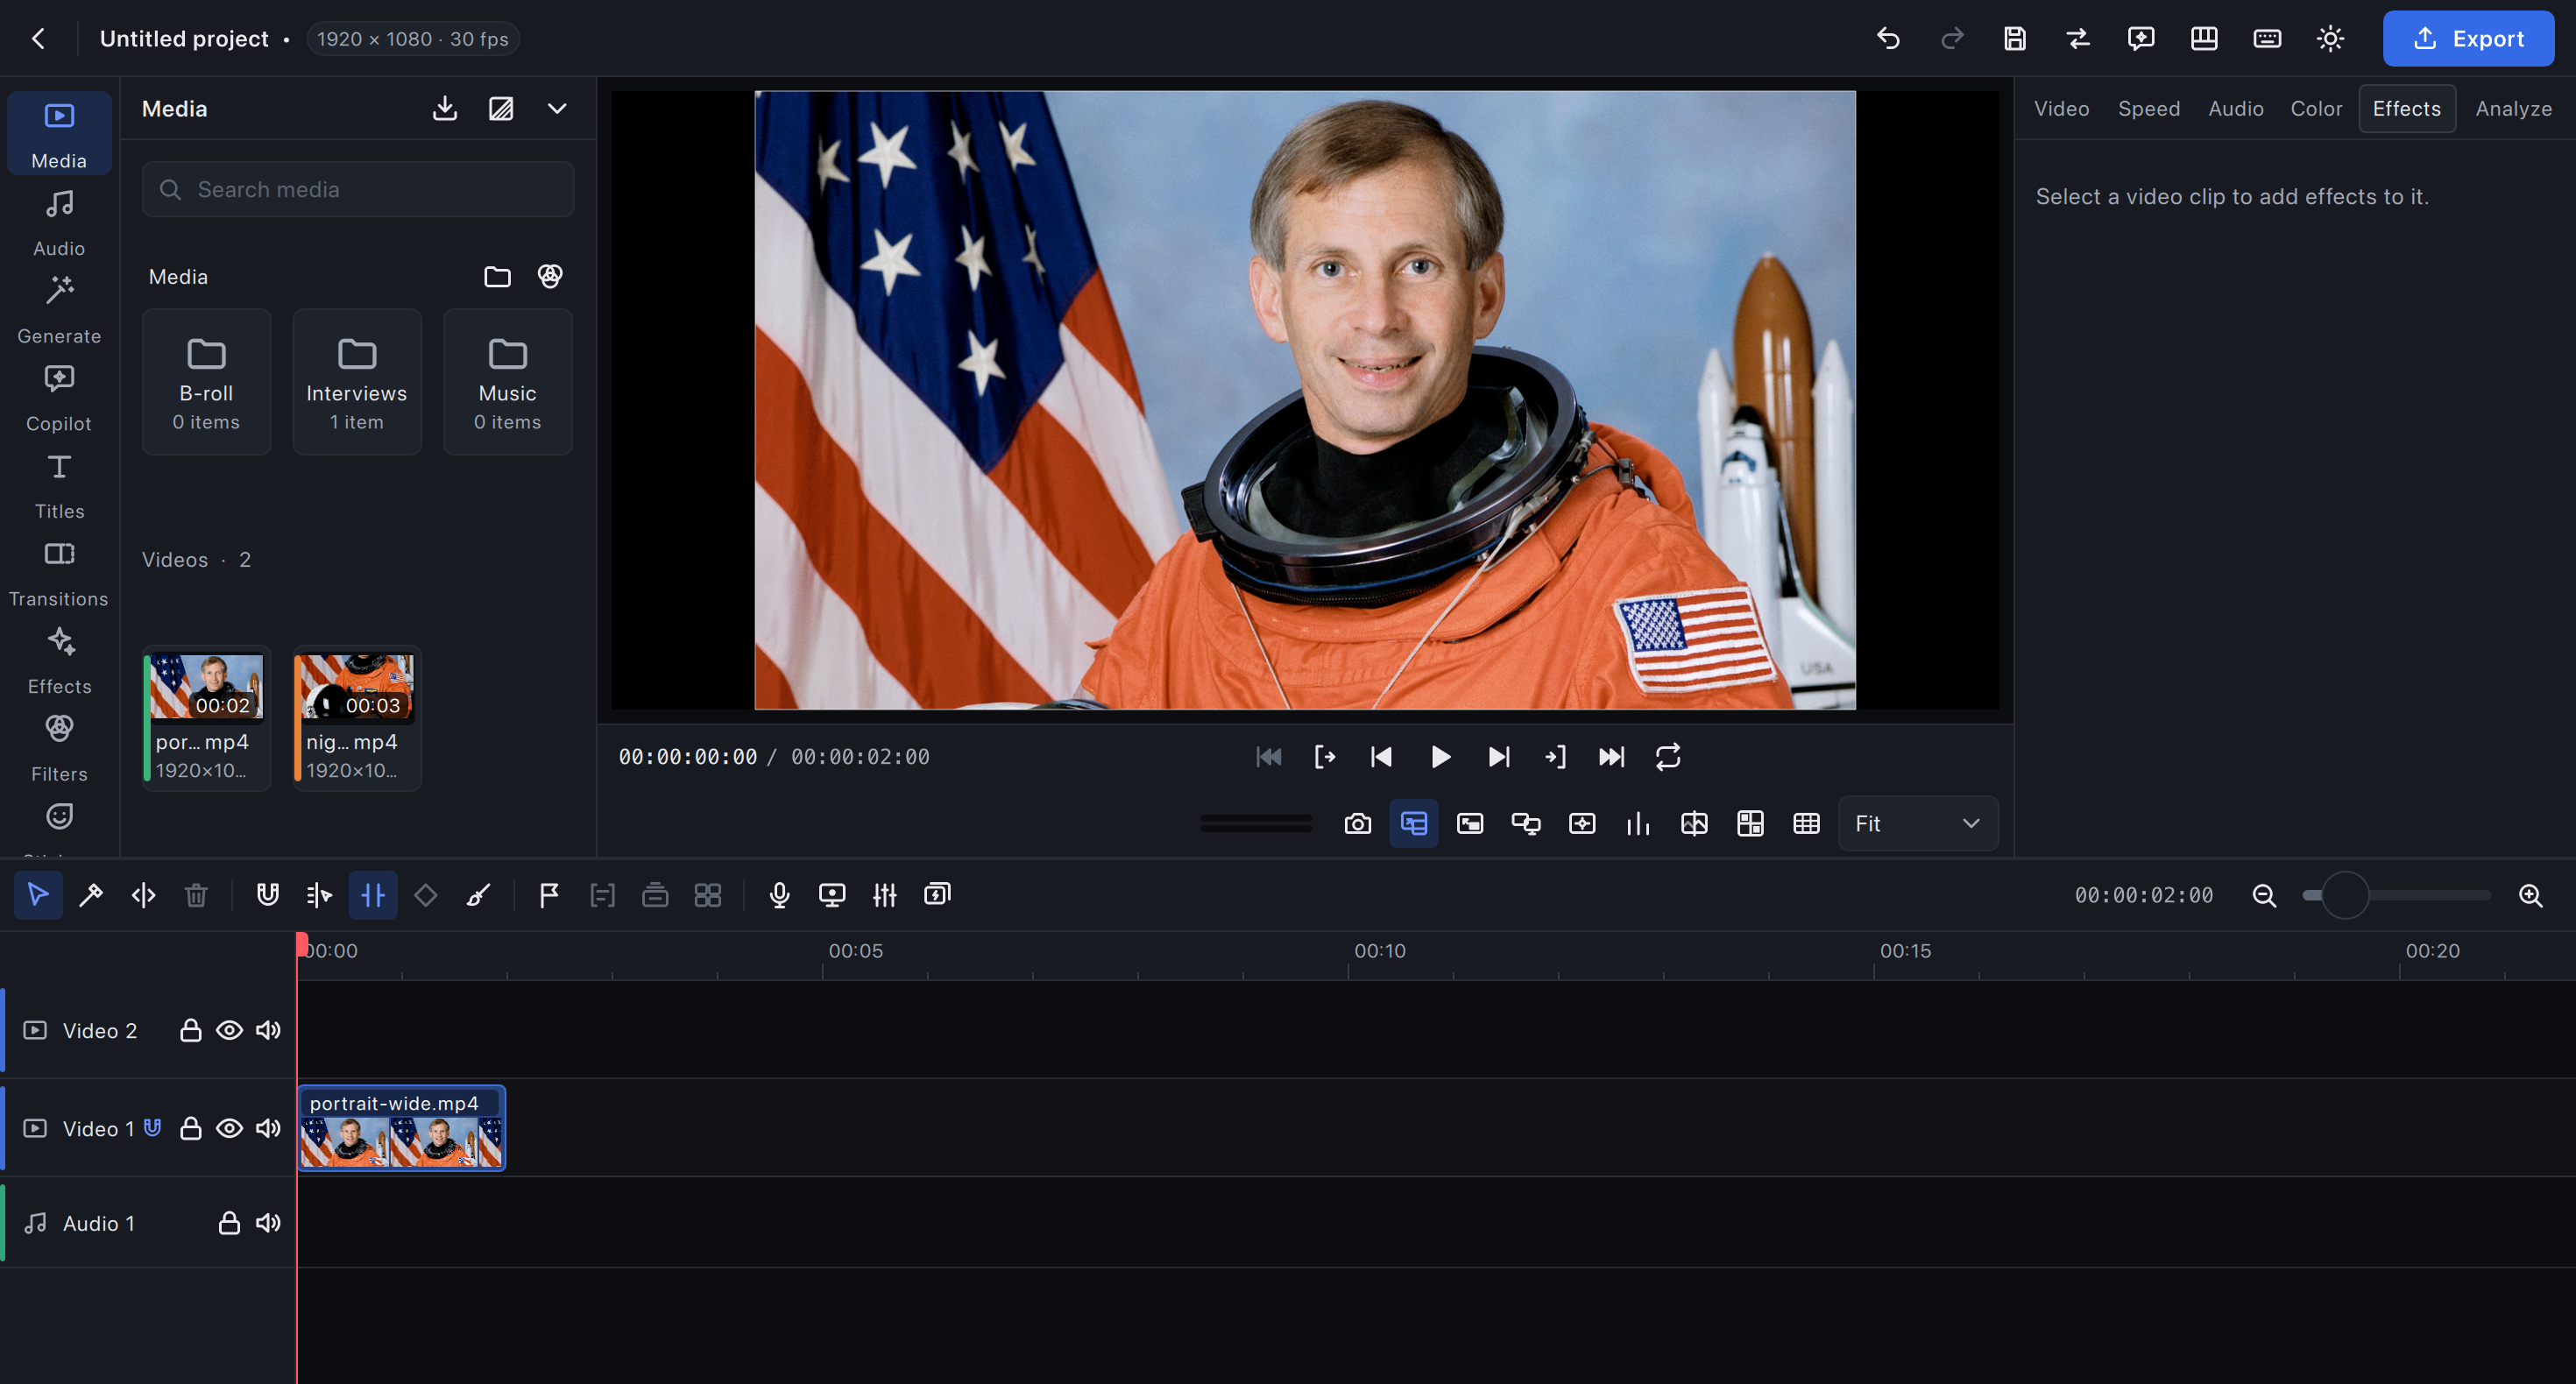 Untitled project •
1920 × 1080 · 30 fps
Export
Media
Audio
Generate
Copilot
Titles
Transitions
Effects
Filters
Media
Search media
Media
B-roll
0 items
Interviews
1 item
Music
0 items
Videos · 2
00:02
por... mp4
1920×10...
00:03
nig... mp4
1920×10...
USA
00:00:00:00 / 00:00:02:00
Fit
Video
Speed
Audio
Color
Effects
Analyze
Select a video clip to add effects to it.
00:00:02:00
00:00
00:05
00:10
00:15
00:20
Video 2
Video 1
portrait-wide.mp4
Audio 1